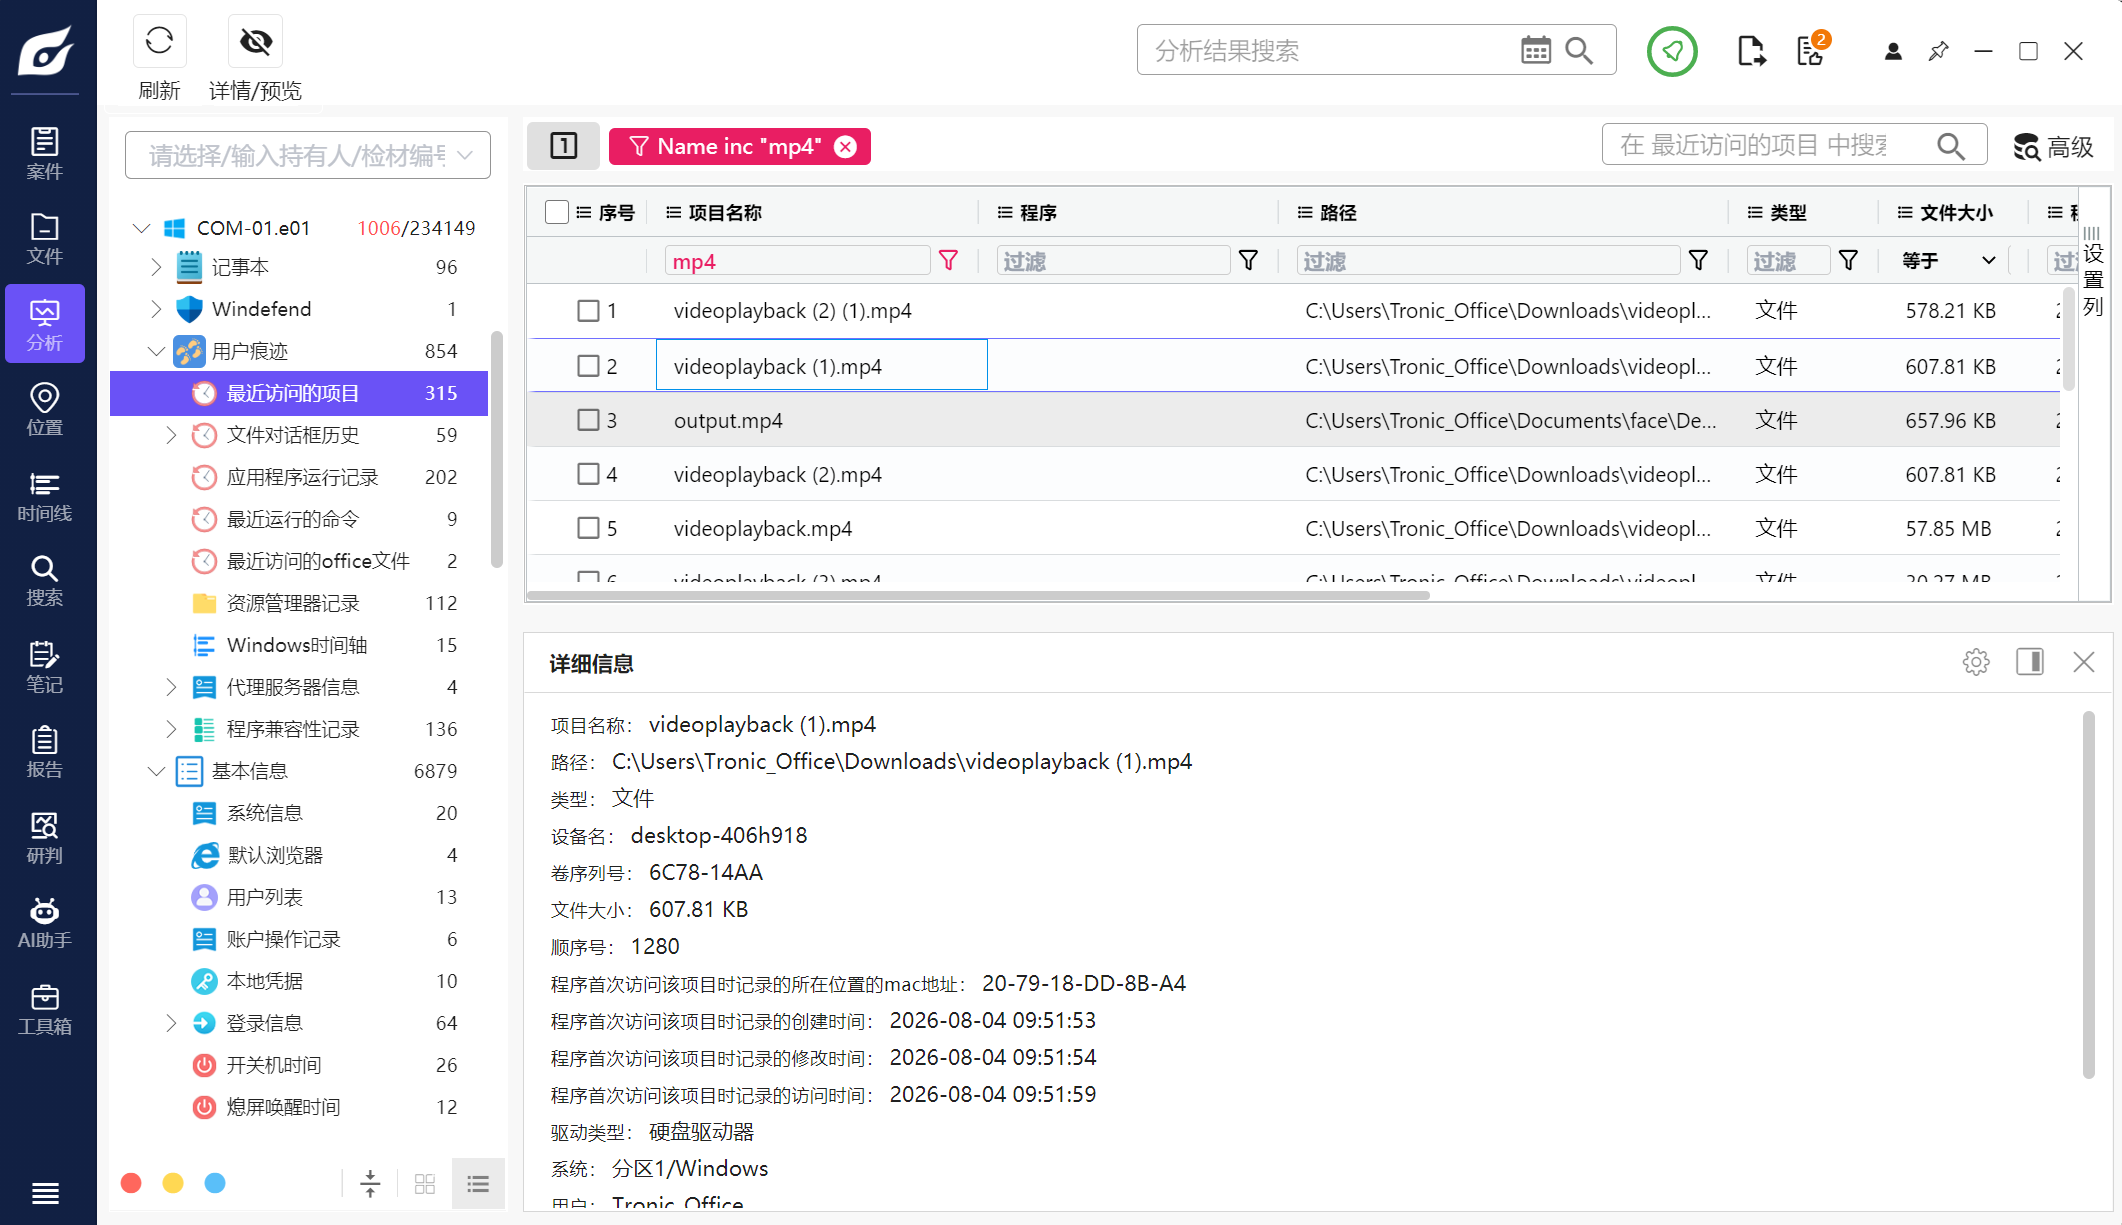 刷新
详情/预览
分析结果搜索
2
案件
文件
分析
位置
时间线
搜索
笔记
报告
研判
AI助手
工具箱
请选择/输入持有人/检材编号
COM-01.e01 1006/234149
记事本 96
Windefend 1
用户痕迹 854
最近访问的项目 315
文件对话框历史 59
应用程序运行记录 202
最近运行的命令 9
最近访问的office文件 2
资源管理器记录 112
Windows时间轴 15
代理服务器信息 4
程序兼容性记录 136
基本信息 6879
系统信息 20
默认浏览器 4
用户列表 13
账户操作记录 6
本地凭据 10
登录信息 64
开关机时间 26
熄屏唤醒时间 12
1 Name inc "mp4"
在 最近访问的项目 中搜索
高级
序号 项目名称 程序 路径 类型 文件大小
mp4 过滤 过滤 过滤 等于
设置列
1 videoplayback (2) (1).mp4 C:\Users\Tronic_Office\Downloads\videopl... 文件 578.21 KB
2 videoplayback (1).mp4 C:\Users\Tronic_Office\Downloads\videopl... 文件 607.81 KB
3 output.mp4 C:\Users\Tronic_Office\Documents\face\De... 文件 657.96 KB
4 videoplayback (2).mp4 C:\Users\Tronic_Office\Downloads\videopl... 文件 607.81 KB
5 videoplayback.mp4 C:\Users\Tronic_Office\Downloads\videopl... 文件 57.85 MB
详细信息
项目名称： videoplayback (1).mp4
路径： C:\Users\Tronic_Office\Downloads\videoplayback (1).mp4
类型： 文件
设备名： desktop-406h918
卷序列号： 6C78-14AA
文件大小： 607.81 KB
顺序号： 1280
程序首次访问该项目时记录的所在位置的mac地址： 20-79-18-DD-8B-A4
程序首次访问该项目时记录的创建时间： 2026-08-04 09:51:53
程序首次访问该项目时记录的修改时间： 2026-08-04 09:51:54
程序首次访问该项目时记录的访问时间： 2026-08-04 09:51:59
驱动类型： 硬盘驱动器
系统： 分区1/Windows
用户： Tronic_Office